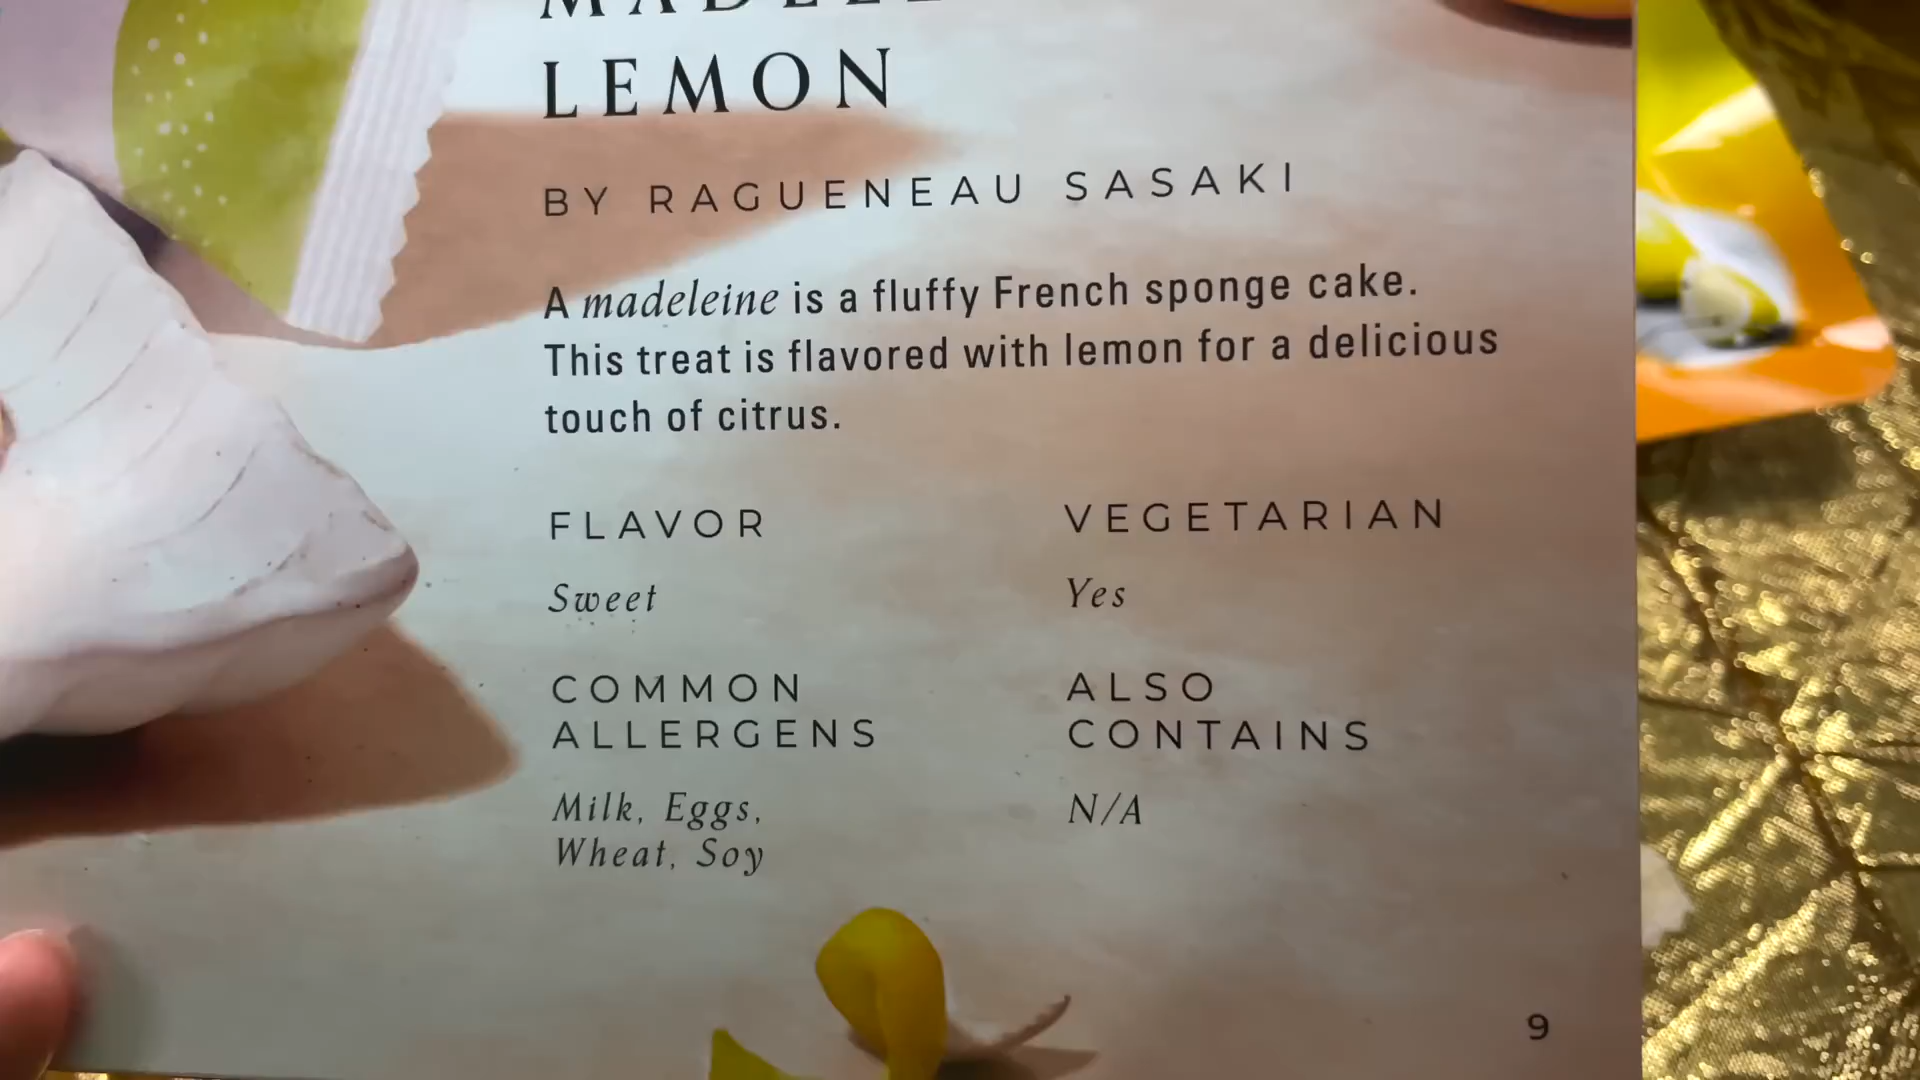 LEMON
BY RAGUENEAU SASAKI
A madeleine is a fluffy French sponge cake.
This treat is flavored with lemon for a delicious
touch of citrus.
FLAVOR
Sweet
VEGETARIAN
Yes
COMMON
ALLERGENS
Milk, Eggs,
Wheat, Soy
ALSO
CONTAINS
N/A
9